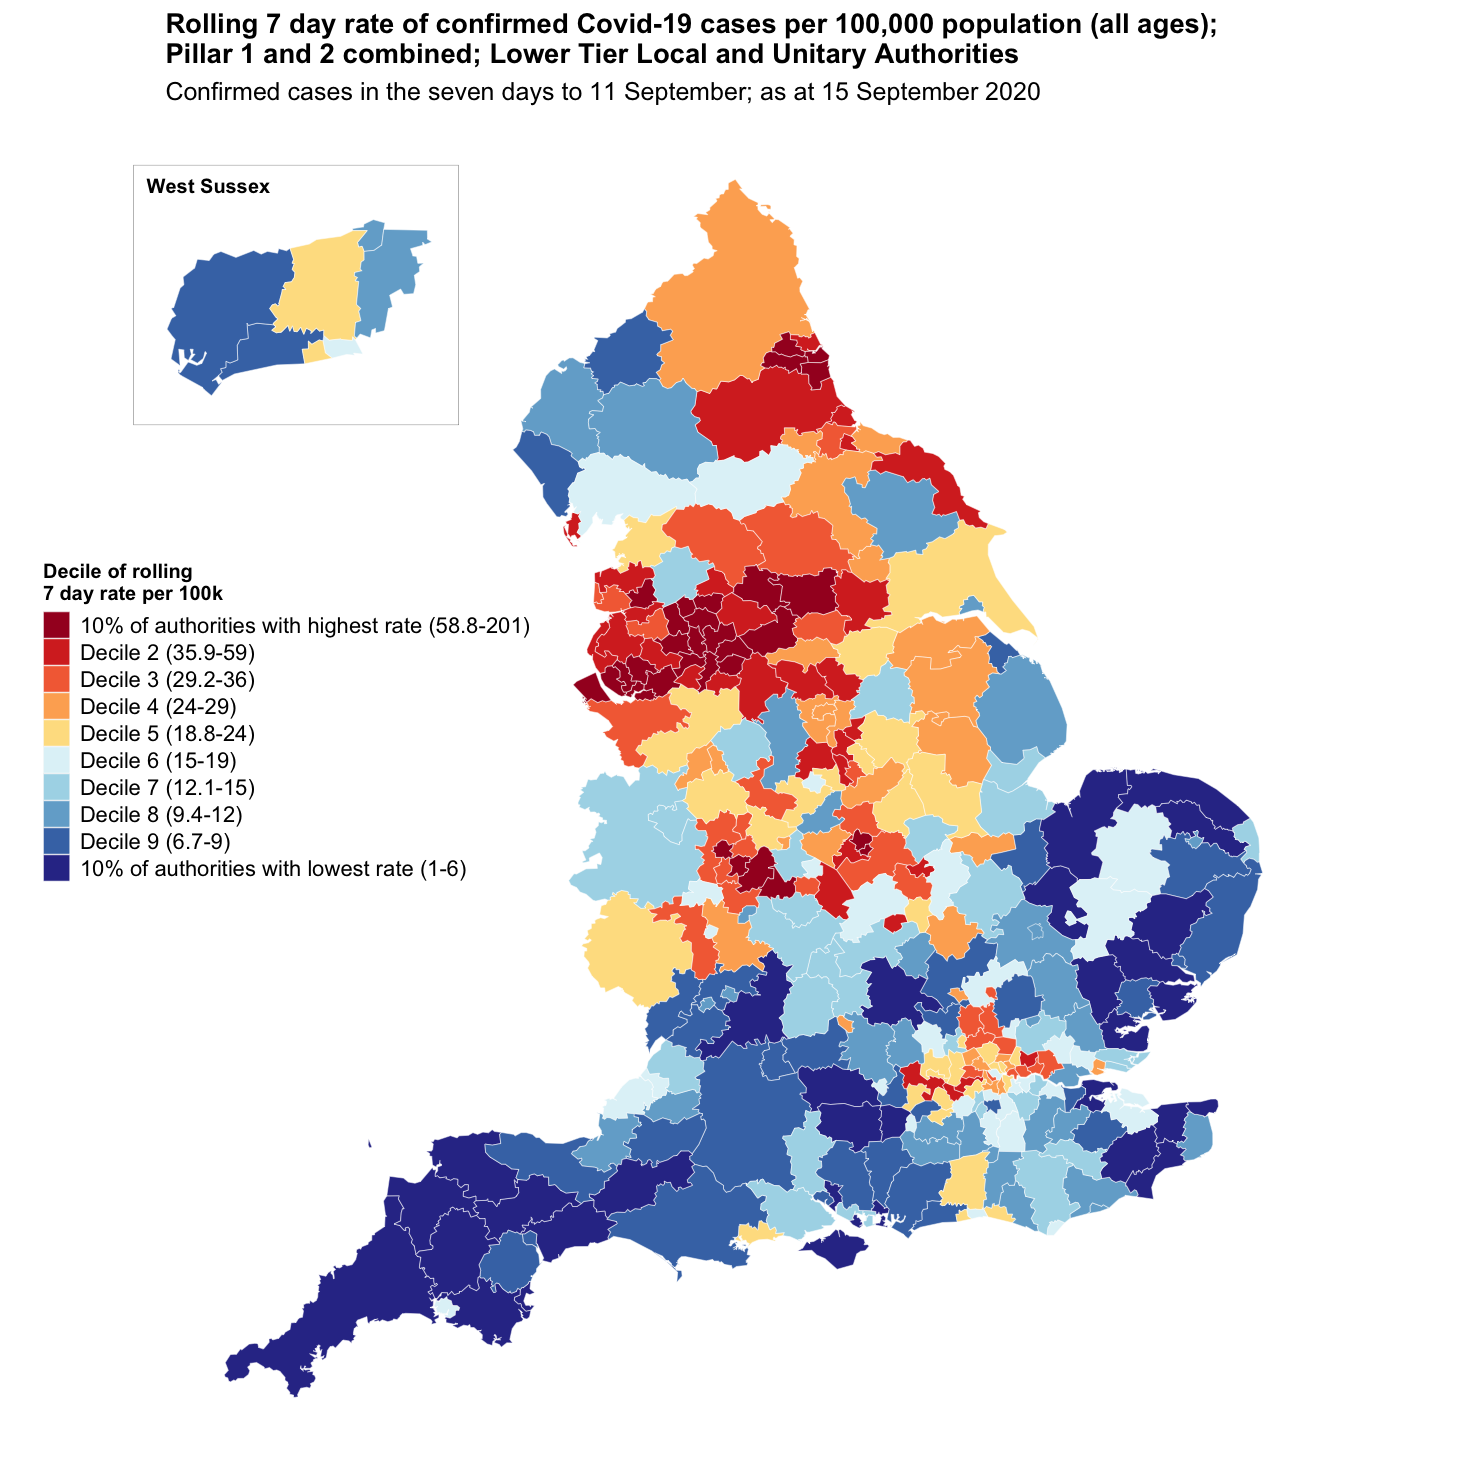 Rolling 7 day rate of confirmed Covid-19 cases per 100,000 population (all ages);
Pillar 1 and 2 combined; Lower Tier Local and Unitary Authorities
Confirmed cases in the seven days to 11 September; as at 15 September 2020
West Sussex
Decile of rolling
7 day rate per 100k
10% of authorities with highest rate (58.8-201)
Decile 2 (35.9-59)
Decile 3 (29.2-36)
Decile 4 (24-29)
Decile 5 (18.8-24)
Decile 6 (15-19)
Decile 7 (12.1-15)
Decile 8 (9.4-12)
Decile 9 (6.7-9)
10% of authorities with lowest rate (1-6)